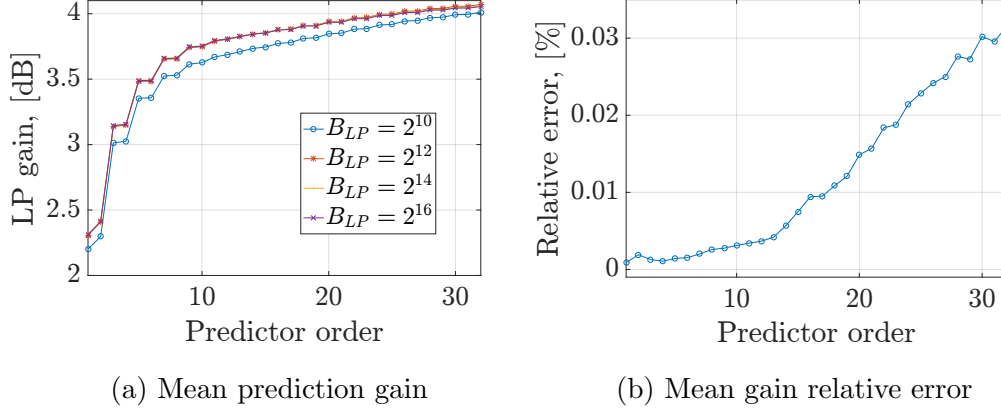 4
3.5
3
2.5
2
LP gain, [dB]
10
20
30
Predictor order
B_{LP} = 2^{10}
B_{LP} = 2^{12}
B_{LP} = 2^{14}
B_{LP} = 2^{16}
(a) Mean prediction gain
0.03
0.02
0.01
0
Relative error, [%]
10
20
30
Predictor order
(b) Mean gain relative error